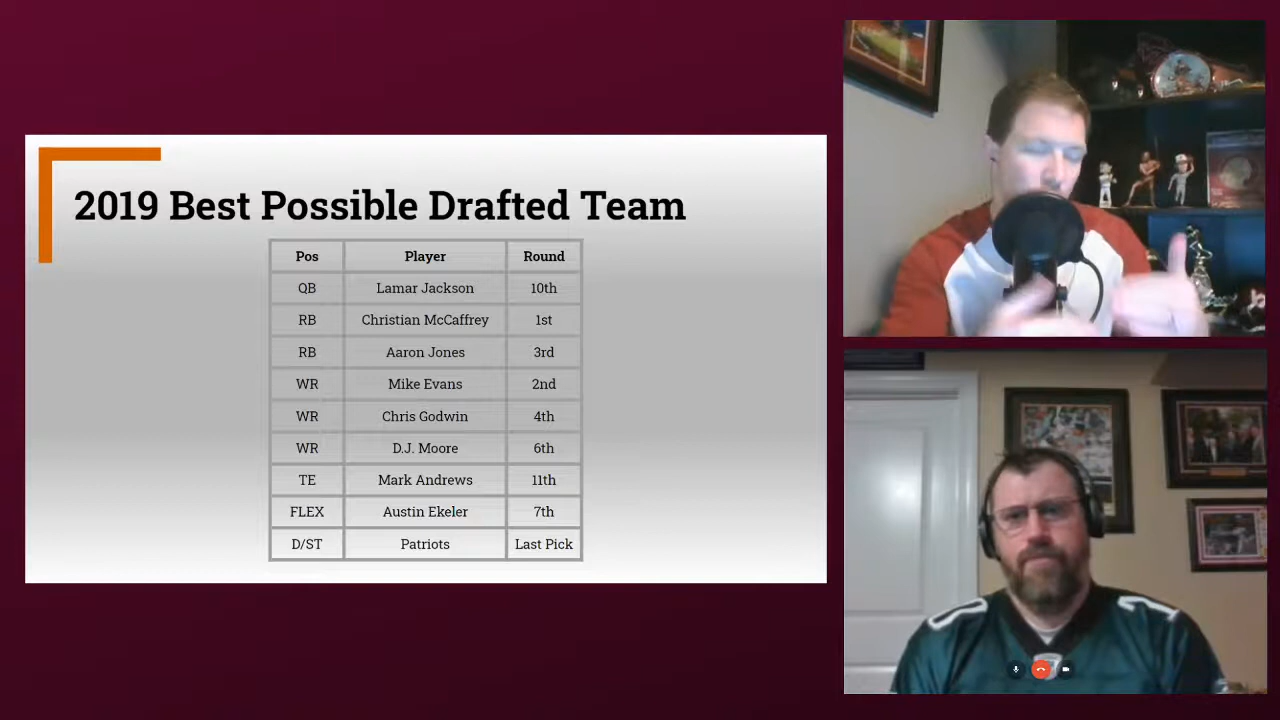 2019 Best Possible Drafted Team
Pos Player Round
QB Lamar Jackson 10th
RB Christian McCaffrey 1st
RB Aaron Jones 3rd
WR Mike Evans 2nd
WR Chris Godwin 4th
WR D.J. Moore 6th
TE Mark Andrews 11th
FLEX Austin Ekeler 7th
D/ST Patriots Last Pick